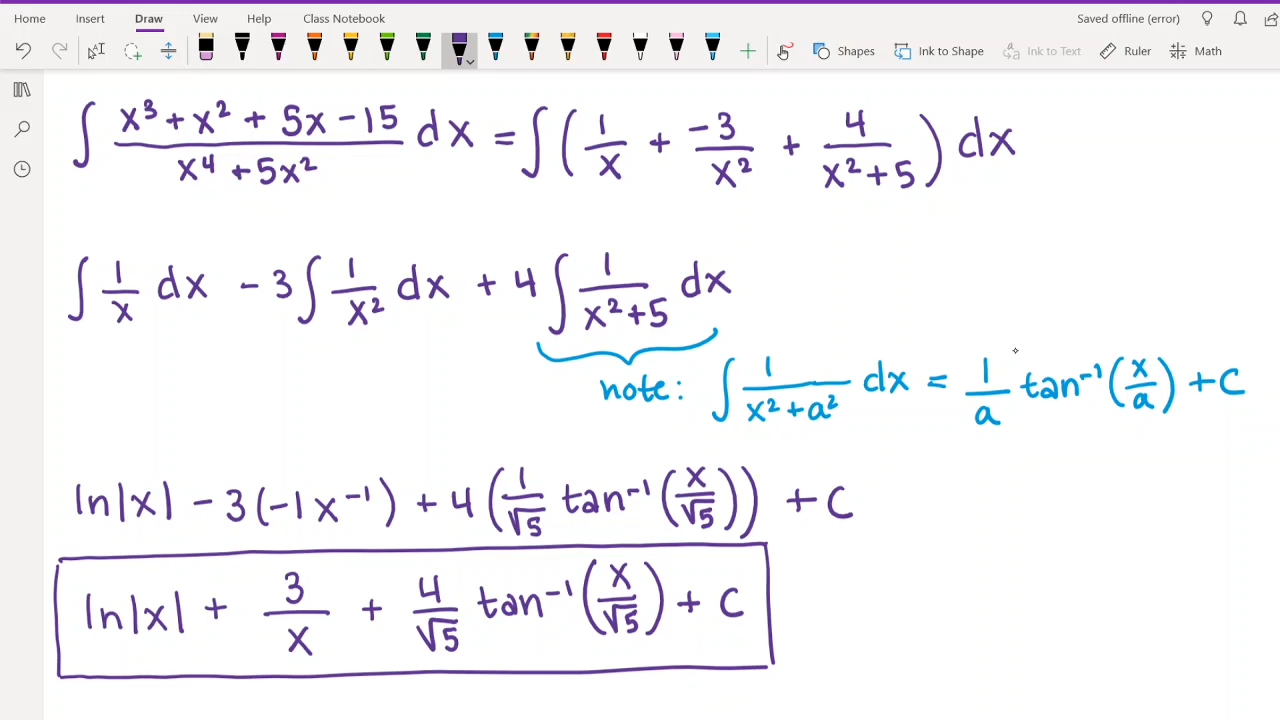 Home Insert Draw View Help Class Notebook Saved offline (error)
Shapes Ink to Shape Ink to Text Ruler Math
∫ (x³ + x² + 5x − 15)/(x⁴ + 5x²) dx = ∫ (1/x + −3/x² + 4/(x² + 5)) dx
∫ 1/x dx − 3 ∫ 1/x² dx + 4 ∫ 1/(x² + 5) dx
note: ∫ 1/(x² + a²) dx = 1/a tan⁻¹(x/a) + C
ln|x| − 3(−1x⁻¹) + 4(1/√5 tan⁻¹(x/√5)) + C
ln|x| + 3/x + 4/√5 tan⁻¹(x/√5) + C